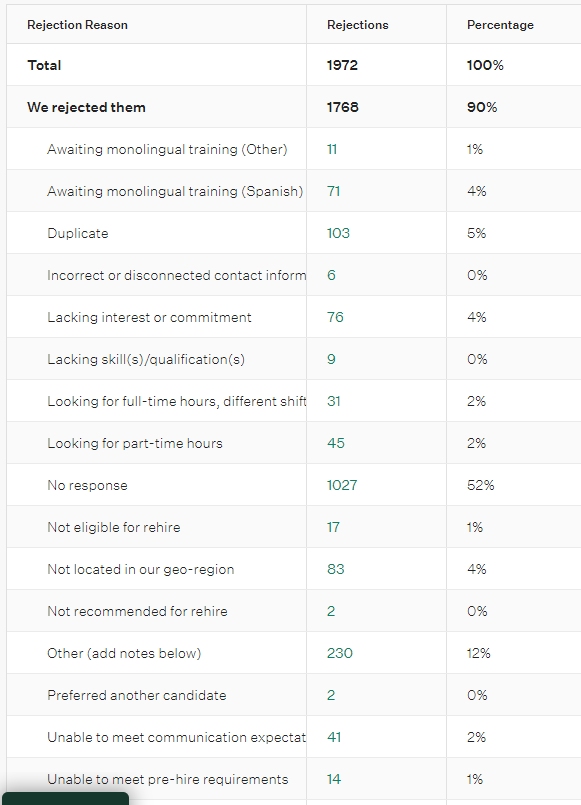 Rejection Reason Rejections Percentage
Total 1972 100%
We rejected them 1768 90%
Awaiting monolingual training (Other) 11 1%
Awaiting monolingual training (Spanish) 71 4%
Duplicate 103 5%
Incorrect or disconnected contact inform 6 0%
Lacking interest or commitment 76 4%
Lacking skill(s)/qualification(s) 9 0%
Looking for full-time hours, different shift 31 2%
Looking for part-time hours 45 2%
No response 1027 52%
Not eligible for rehire 17 1%
Not located in our geo-region 83 4%
Not recommended for rehire 2 0%
Other (add notes below) 230 12%
Preferred another candidate 2 0%
Unable to meet communication expectat 41 2%
Unable to meet pre-hire requirements 14 1%